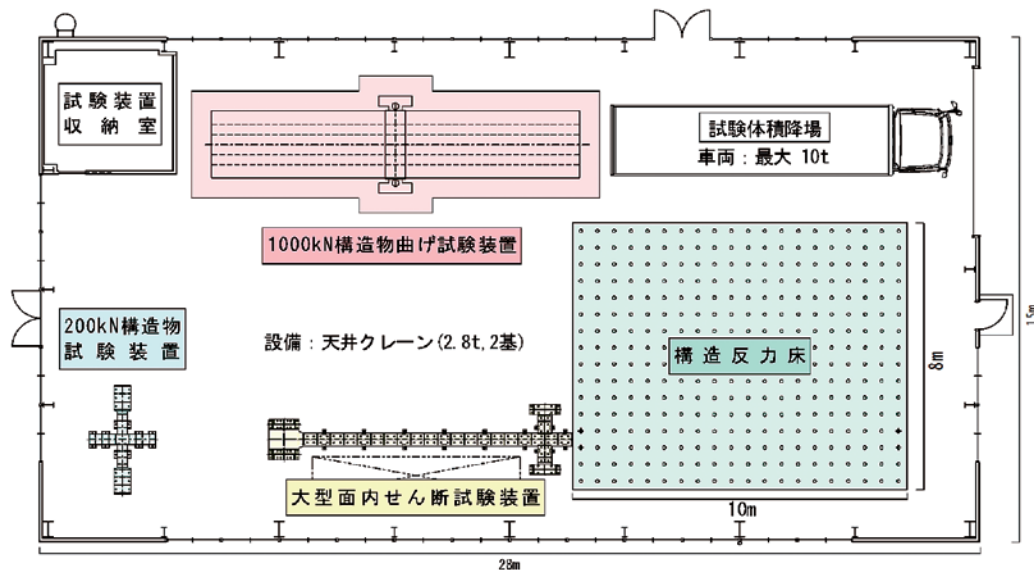 試験装置
収納室
試験体積降場
車両：最大 10t
1000kN構造物曲げ試験装置
200kN構造物
試験装置
設備：天井クレーン(2.8t,2基)
構造反力床
8m
15m
大型面内せん断試験装置
10m
28m